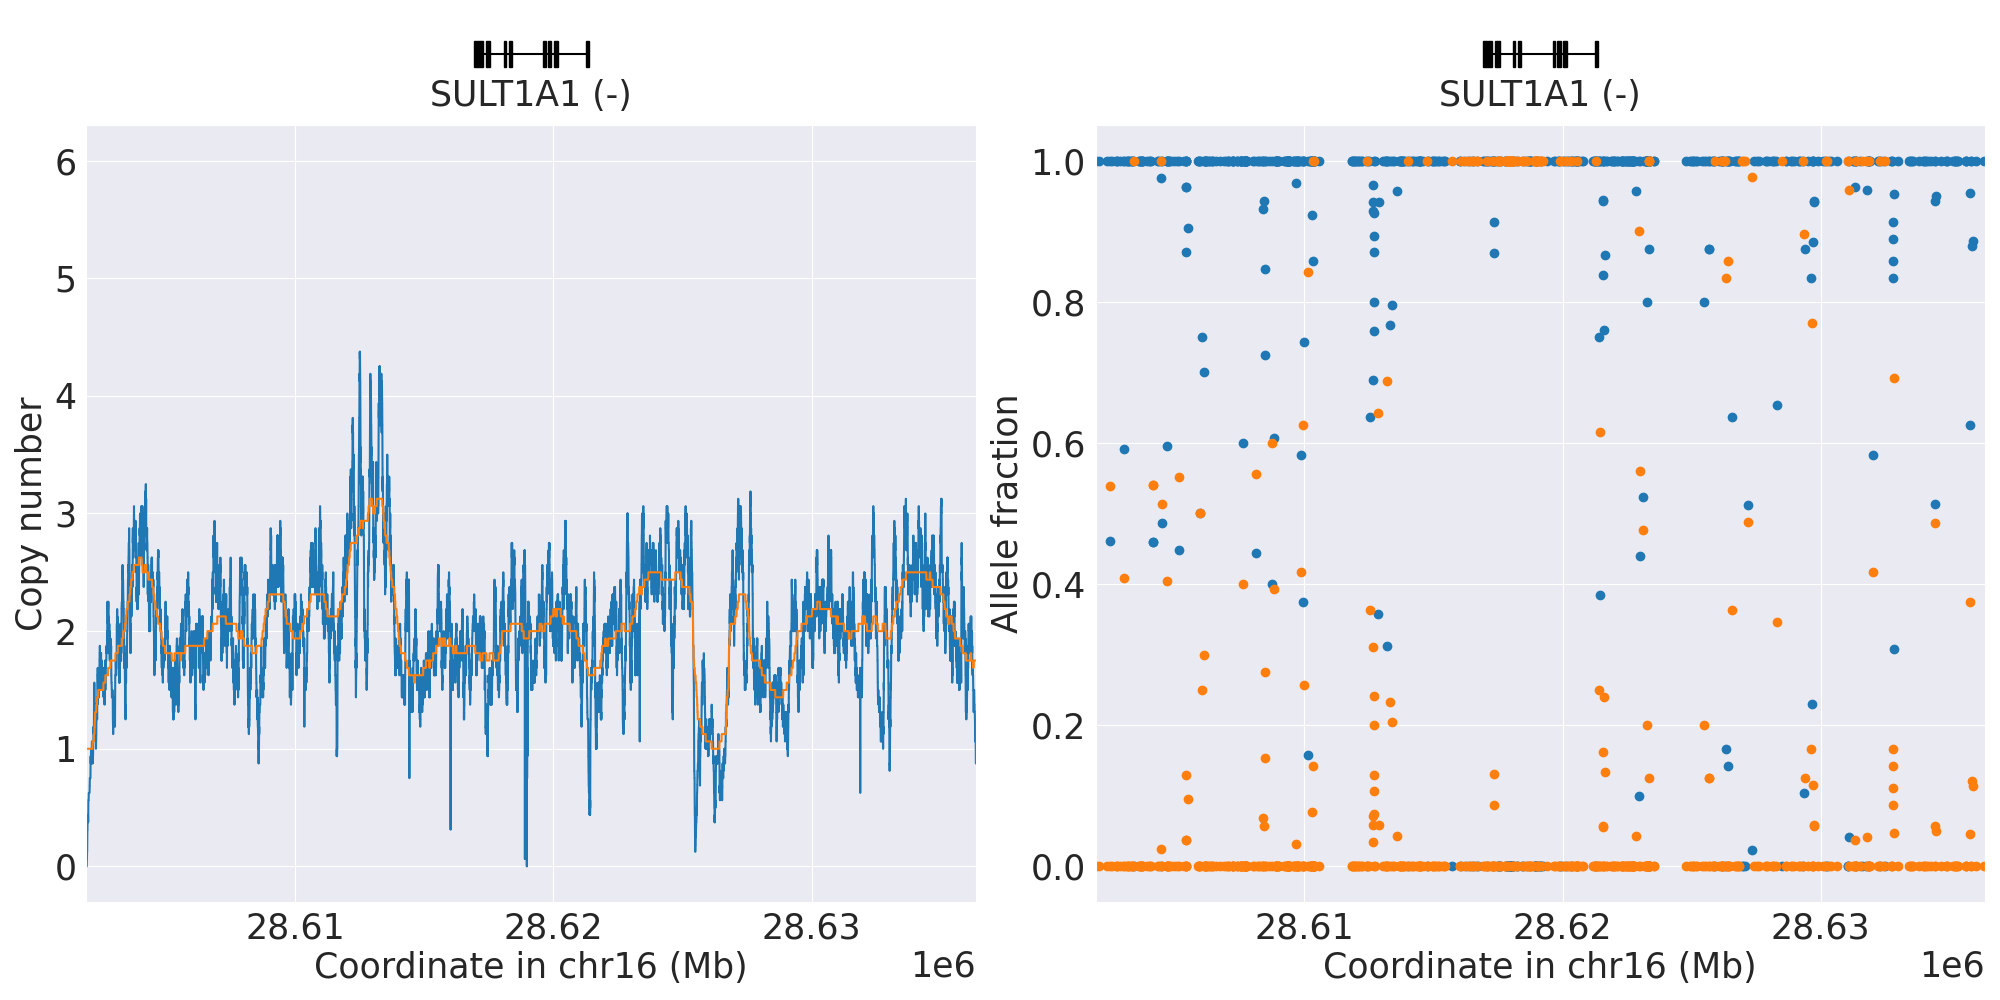 SULT1A1 (-)
6
5
4
3
2
1
0
Copy number
28.61
28.62
28.63
Coordinate in chr16 (Mb)
1e6
SULT1A1 (-)
1.0
0.8
0.6
0.4
0.2
0.0
Allele fraction
28.61
28.62
28.63
Coordinate in chr16 (Mb)
1e6